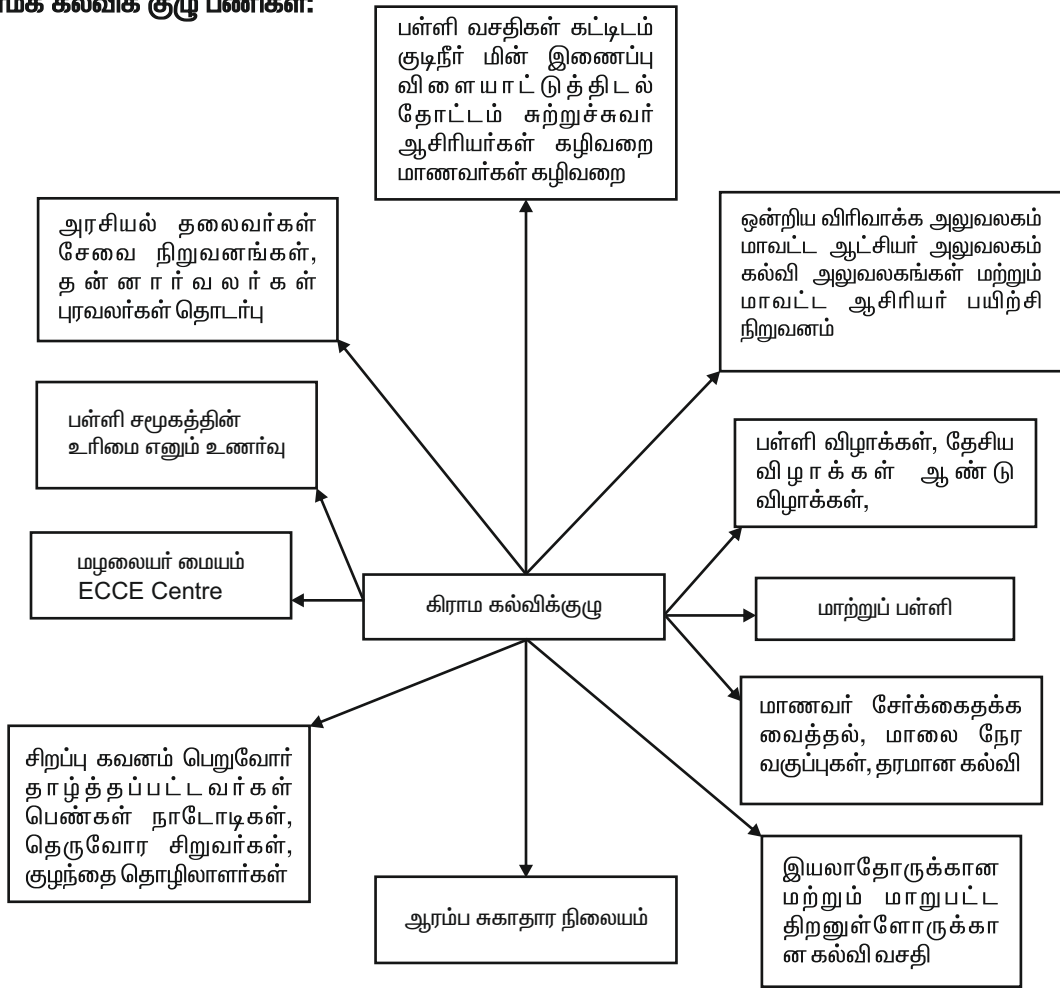 கல்விக் குழு பணிகள்:
பள்ளி வசதிகள் கட்டிடம்
குடிநீர் மின் இணைப்பு
விளையாட்டுத்திடல்
தோட்டம் சுற்றுச்சுவர்
ஆசிரியர்கள் கழிவறை
மாணவர்கள் கழிவறை
அரசியல் தலைவர்கள்
சேவை நிறுவனங்கள்,
தன்னார்வலர்கள்
புரவலர்கள் தொடர்பு
ஒன்றிய விரிவாக்க அலுவலகம்
மாவட்ட ஆட்சியர் அலுவலகம்
கல்வி அலுவலகங்கள் மற்றும்
மாவட்ட ஆசிரியர் பயிற்சி
நிறுவனம்
பள்ளி சமூகத்தின்
உரிமை எனும் உணர்வு
பள்ளி விழாக்கள், தேசிய
விழாக்கள் ஆண்டு
விழாக்கள்,
மழலையர் மையம்
ECCE Centre
கிராம கல்விக்குழு
மாற்றுப் பள்ளி
மாணவர் சேர்க்கைதக்க
வைத்தல், மாலை நேர
வகுப்புகள், தரமான கல்வி
சிறப்பு கவனம் பெறுவோர்
தாழ்த்தப்பட்டவர்கள்
பெண்கள் நாடோடிகள்,
தெருவோர சிறுவர்கள்,
குழந்தை தொழிலாளர்கள்
ஆரம்ப சுகாதார நிலையம்
இயலாதோருக்கான
மற்றும் மாறுபட்ட
திறனுள்ளோருக்கா
ன கல்வி வசதி